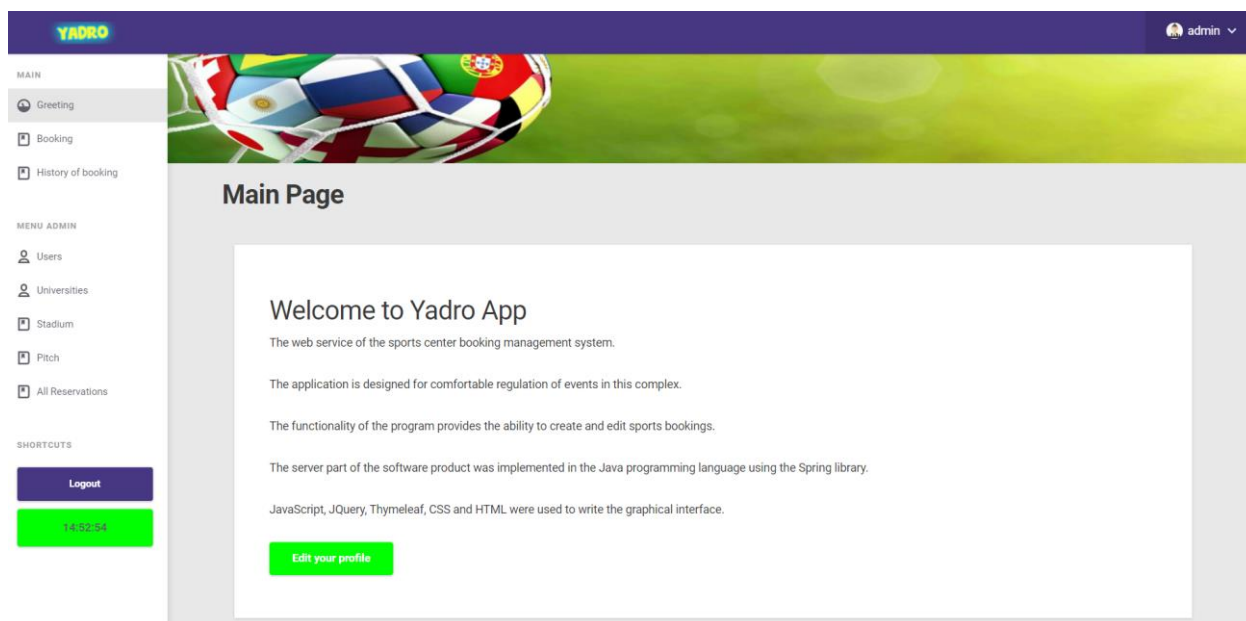 YADRO
admin
MAIN
Greeting
Booking
History of booking
MENU ADMIN
Users
Universities
Stadium
Pitch
All Reservations
SHORTCUTS
Logout
14:52:54
Main Page
Welcome to Yadro App
The web service of the sports center booking management system.
The application is designed for comfortable regulation of events in this complex.
The functionality of the program provides the ability to create and edit sports bookings.
The server part of the software product was implemented in the Java programming language using the Spring library.
JavaScript, JQuery, Thymeleaf, CSS and HTML were used to write the graphical interface.
Edit your profile